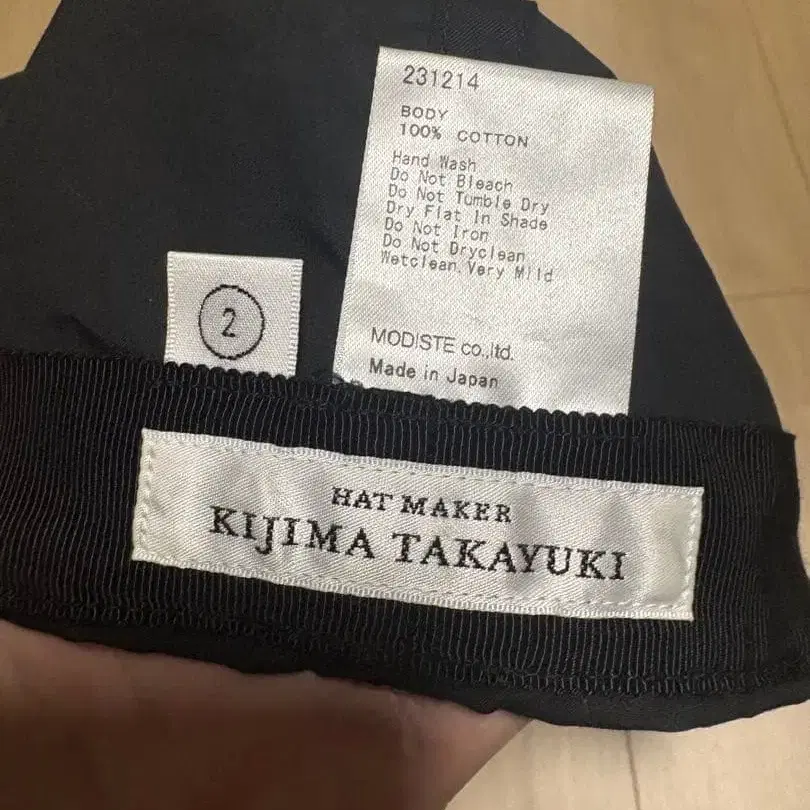 231214
BODY
100% COTTON
Hand Wash
Do Not Bleach
Do Not Tumble Dry
Dry Flat In Shade
Do Not Iron
Do Not Dryclean
Wetclean Very Mild
MODISTE co.,ltd.
Made in Japan
2
HAT MAKER
KIJIMA TAKAYUKI